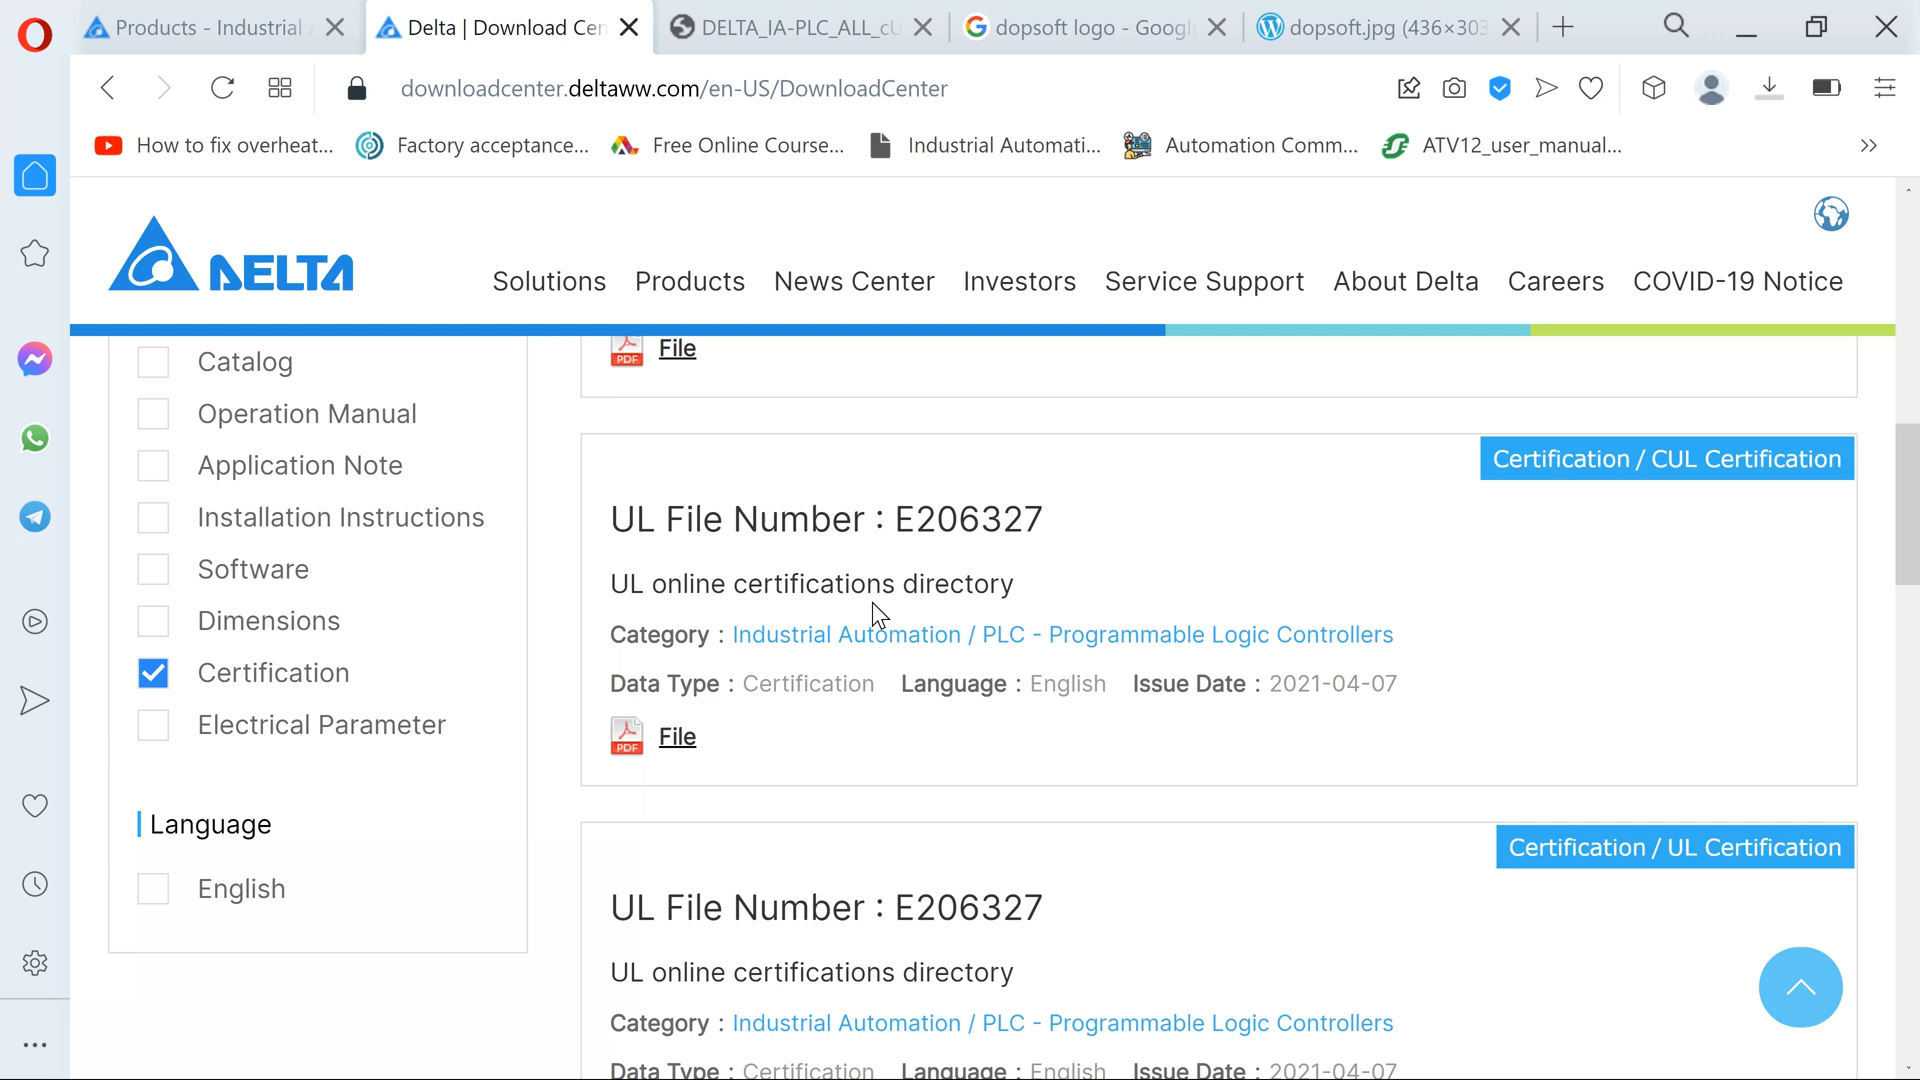 Products - Industrial
Delta | Download Cen
DELTA_IA-PLC_ALL_cU
dopsoft logo - Googl
dopsoft.jpg (436×303
downloadcenter.deltaww.com/en-US/DownloadCenter
How to fix overheat...
Factory acceptance...
Free Online Course...
Industrial Automati...
Automation Comm...
ATV12_user_manual...
DELTA
Solutions
Products
News Center
Investors
Service Support
About Delta
Careers
COVID-19 Notice
Catalog
Operation Manual
Application Note
Installation Instructions
Software
Dimensions
Certification
Electrical Parameter
Language
English
PDF File
Certification / CUL Certification
UL File Number : E206327
UL online certifications directory
Category : Industrial Automation / PLC - Programmable Logic Controllers
Data Type : Certification Language : English Issue Date : 2021-04-07
PDF File
Certification / UL Certification
UL File Number : E206327
UL online certifications directory
Category : Industrial Automation / PLC - Programmable Logic Controllers
Data Type : Certification Language : English Issue Date : 2021-04-07